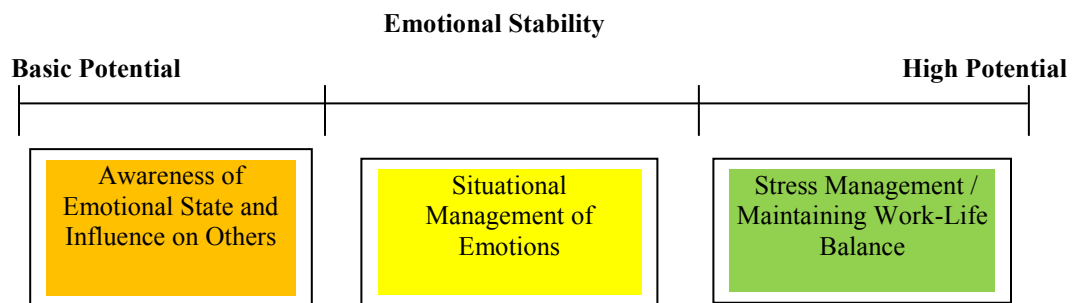 Emotional Stability
Basic Potential
High Potential
Awareness of
Emotional State and
Influence on Others
Situational
Management of
Emotions
Stress Management /
Maintaining Work-Life
Balance